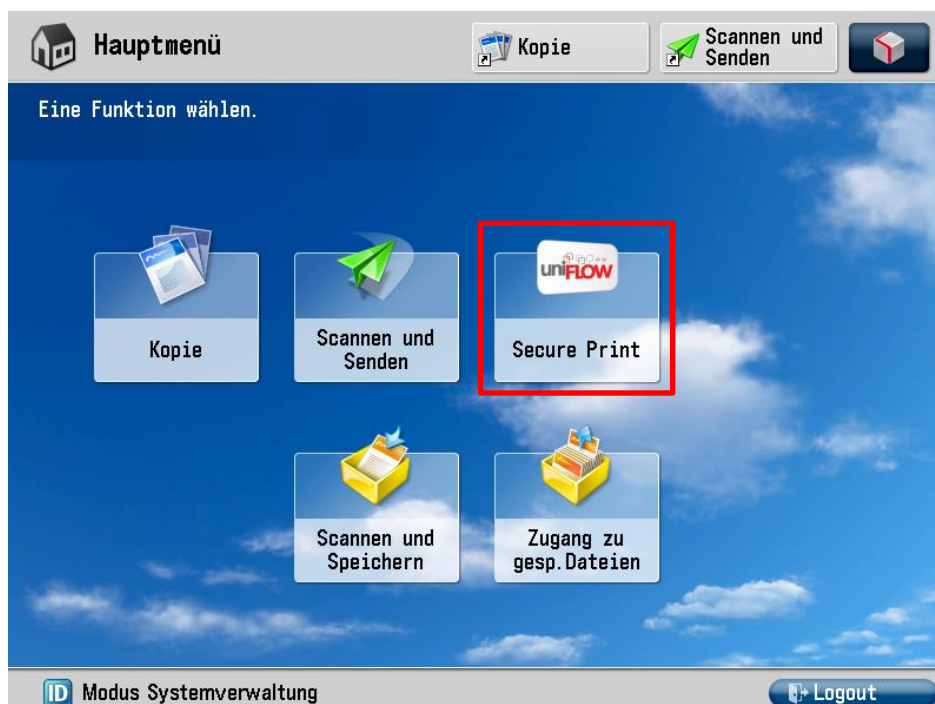 Hauptmenü
Kopie
Scannen und
Senden
Eine Funktion wählen.
Kopie
Scannen und
Senden
uniFLOW
Secure Print
Scannen und
Speichern
Zugang zu
gesp.Dateien
ID Modus Systemverwaltung
Logout